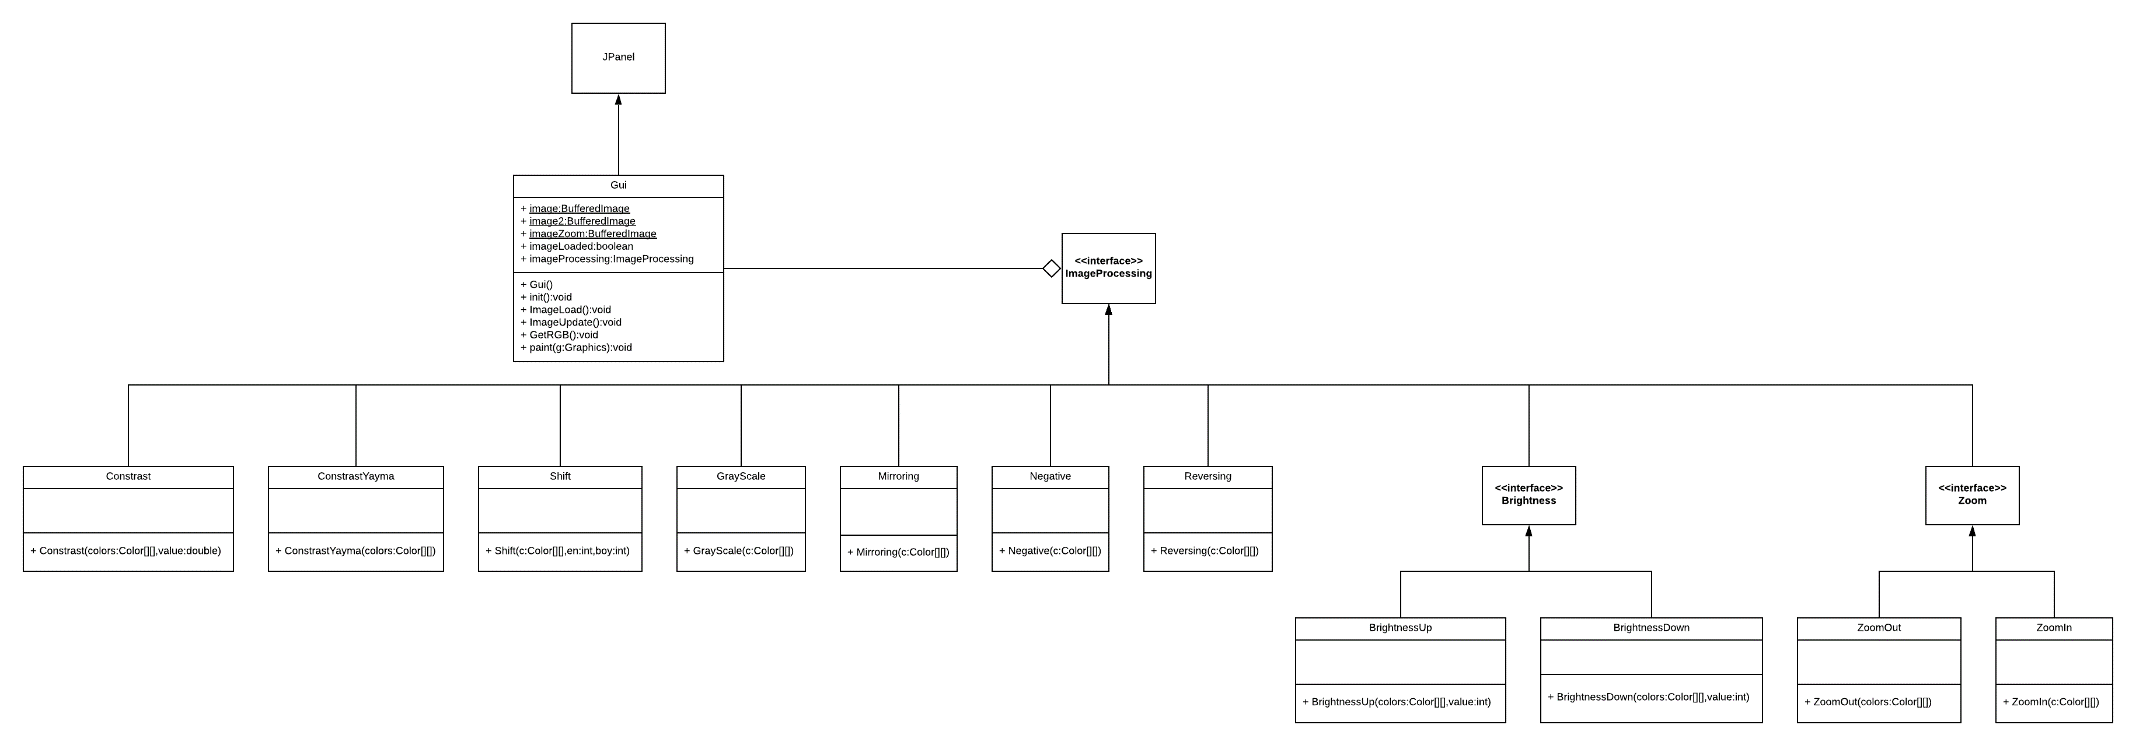 JPanel
Gui
+ image:BufferedImage
+ image2:BufferedImage
+ imageZoom:BufferedImage
+ imageLoaded:boolean
+ imageProcessing:ImageProcessing
+ Gui()
+ init():void
+ ImageLoad():void
+ ImageUpdate():void
+ GetRGB():void
+ paint(g:Graphics):void
<<interface>>
ImageProcessing
Constrast
+ Constrast(colors:Color[][],value:double)
ConstrastYayma
+ ConstrastYayma(colors:Color[][])
Shift
+ Shift(c:Color[][],en:int,boy:int)
GrayScale
+ GrayScale(c:Color[][])
Mirroring
+ Mirroring(c:Color[][])
Negative
+ Negative(c:Color[][])
Reversing
+ Reversing(c:Color[][])
<<interface>>
Brightness
<<interface>>
Zoom
BrightnessUp
+ BrightnessUp(colors:Color[][],value:int)
BrightnessDown
+ BrightnessDown(colors:Color[][],value:int)
ZoomOut
+ ZoomOut(colors:Color[][])
ZoomIn
+ ZoomIn(c:Color[][])